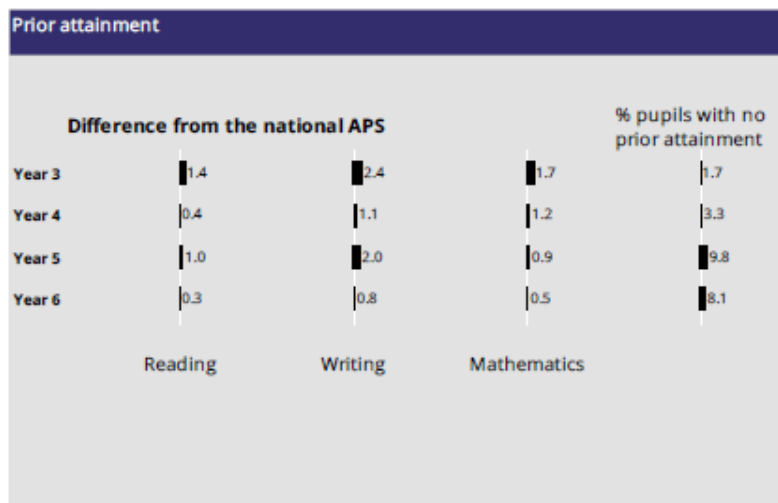 Prior attainment
Difference from the national APS
% pupils with no
prior attainment
Year 3 1.4 2.4 1.7 1.7
Year 4 0.4 1.1 1.2 3.3
Year 5 1.0 2.0 0.9 9.8
Year 6 0.3 0.8 0.5 8.1
Reading Writing Mathematics